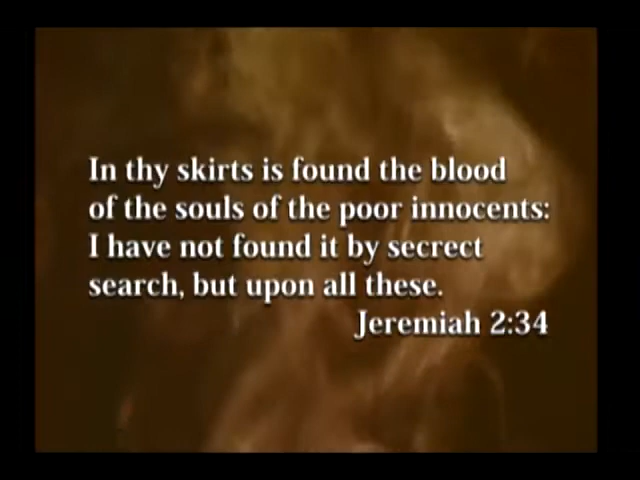 In thy skirts is found the blood
of the souls of the poor innocents:
I have not found it by secrect
search, but upon all these.
Jeremiah 2:34